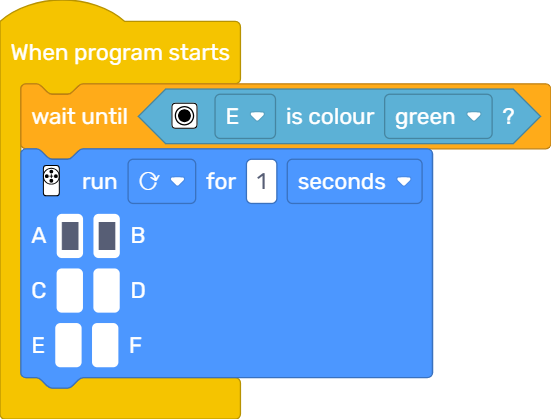 When program starts
wait until E is colour green ?
run for 1 seconds
A B
C D
E F